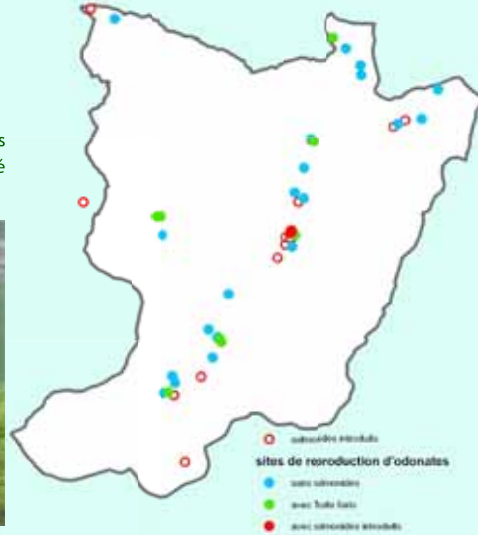 s
é
salmonidés introduits
sites de reproduction d'odonates
sans salmonidés
avec Truite fario
avec salmonidés introduits